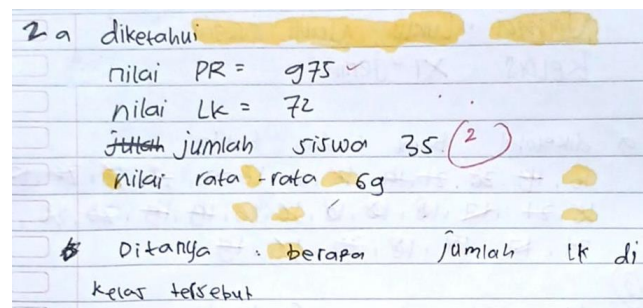 2 a diketahui
nilai PR = 975
nilai LK = 72
jumlah siswa 35 2
nilai rata-rata 69
b Ditanya : berapa jumlah lk di
kelas tersebut